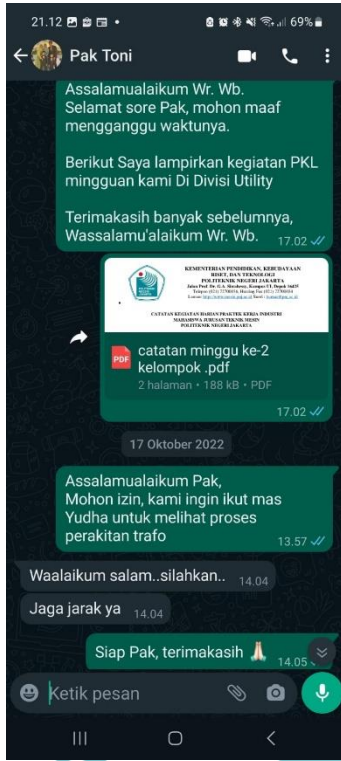 21.12
69%
Pak Toni
Assalamualaikum Wr. Wb.
Selamat sore Pak, mohon maaf
mengganggu waktunya.
Berikut Saya lampirkan kegiatan PKL
mingguan kami Di Divisi Utility
Terimakasih banyak sebelumnya,
Wassalamu'alaikum Wr. Wb.
17.02
KEMENTERIAN PENDIDIKAN, KEBUDAYAAN
RISET, DAN TEKNOLOGI
POLITEKNIK NEGERI JAKARTA
CATATAN KEGIATAN HARIAN PRAKTEK KERJA INDUSTRI
MAHASISWA JURUSAN TEKNIK MESIN
POLITEKNIK NEGERI JAKARTA
PDF
catatan minggu ke-2
kelompok .pdf
2 halaman • 188 kB • PDF
17.02
17 Oktober 2022
Assalamualaikum Pak,
Mohon izin, kami ingin ikut mas
Yudha untuk melihat proses
perakitan trafo
13.57
Waalaikum salam..silahkan..
14.04
Jaga jarak ya
14.04
Siap Pak, terimakasih 🙏🏻
14.05
Ketik pesan